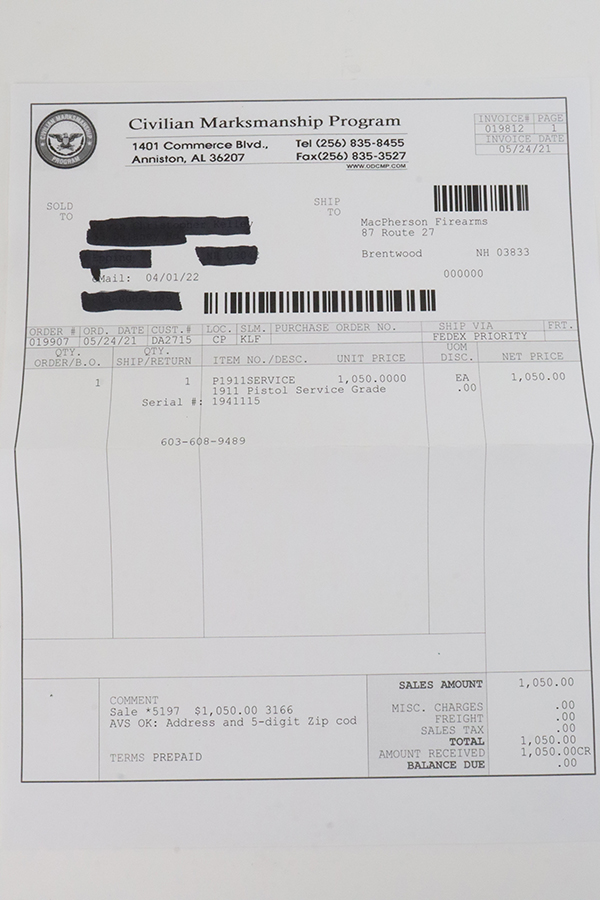 CIVILIAN MARKSMANSHIP PROGRAM
Civilian Marksmanship Program
1401 Commerce Blvd., Tel (256) 835-8455
Anniston, AL 36207 Fax(256) 835-3527
WWW.ODCMP.COM
INVOICE# PAGE
019812 1
INVOICE DATE
05/24/21
SOLD TO
SHIP TO
MacPherson Firearms
87 Route 27
Brentwood NH 03833
000000
Mail: 04/01/22
ORDER # ORD. DATE CUST.# LOC. SLM. PURCHASE ORDER NO. SHIP VIA FRT.
019907 05/24/21 DA2715 CP KLF FEDEX PRIORITY
QTY. ORDER/B.O. QTY. SHIP/RETURN ITEM NO./DESC. UNIT PRICE UOM DISC. NET PRICE
1 1 P1911SERVICE 1,050.0000 EA 1,050.00
1911 Pistol Service Grade .00
Serial #: 1941115
603-608-9489
COMMENT
Sale *5197 $1,050.00 3166
AVS OK: Address and 5-digit Zip cod
TERMS PREPAID
SALES AMOUNT 1,050.00
MISC. CHARGES .00
FREIGHT .00
SALES TAX .00
TOTAL 1,050.00
AMOUNT RECEIVED 1,050.00CR
BALANCE DUE .00